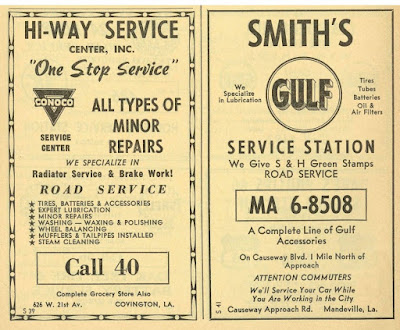 HI-WAY SERVICE
CENTER, INC.
"One Stop Service"
CONOCO
SERVICE
CENTER
ALL TYPES OF
MINOR
REPAIRS
WE SPECIALIZE IN
Radiator Service & Brake Work!
ROAD SERVICE
★ TIRES, BATTERIES & ACCESSORIES
★ EXPERT LUBRICATION
★ MINOR REPAIRS
★ WASHING — WAXING & POLISHING
★ WHEEL BALANCING
★ MUFFLERS & TAILPIPES INSTALLED
★ STEAM CLEANING
Call 40
Complete Grocery Store Also
626 W. 21st Av. COVINGTON, LA.
S 39
SMITH'S
We
Specialize
in Lubrication
GULF
Tires
Tubes
Batteries
Oil &
Air Filters
SERVICE STATION
We Give S & H Green Stamps
ROAD SERVICE
MA 6-8508
A Complete Line of Gulf
Accessories
On Causeway Blvd. 1 Mile North of
Approach
ATTENTION COMMUTERS
We'll Service Your Car While
You Are Working in the City
Causeway Approach Rd. Mandeville, La.
S 41